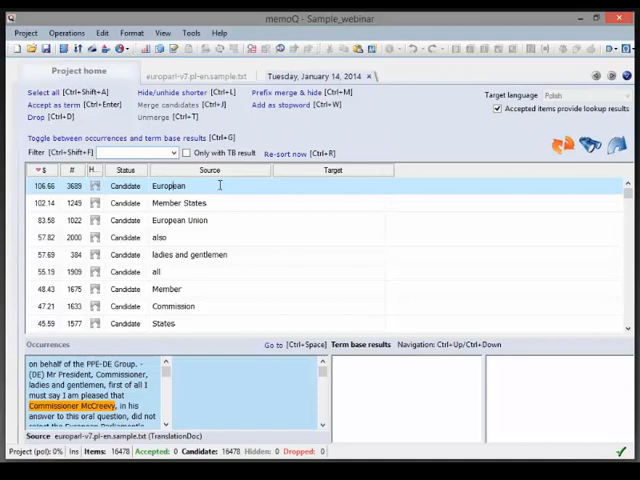 memoQ - Sample_webinar
Project Operations Edit Format View Tools Help
Project home europarl-v7.pl-en.sample.txt Tuesday, January 14, 2014
Select all [Ctrl+Shift+A] Hide/unhide shorter [Ctrl+L] Prefix merge & hide [Ctrl+M] Target language Polish
Accept as term [Ctrl+Enter] Merge candidates [Ctrl+J] Add as stopword [Ctrl+W] Accepted items provide lookup results
Drop [Ctrl+D] Unmerge [Ctrl+T]
Toggle between occurrences and term base results [Ctrl+G]
Filter [Ctrl+Shift+F] Only with TB result Re-sort now [Ctrl+R]
$ # H... Status Source Target
106.66 3689 Candidate European
102.14 1249 Candidate Member States
83.58 1022 Candidate European Union
57.82 2000 Candidate also
57.69 384 Candidate ladies and gentlemen
55.19 1909 Candidate all
48.43 1675 Candidate Member
47.21 1633 Candidate Commission
45.59 1577 Candidate States
Occurrences Go to [Ctrl+Space] Term base results Navigation: Ctrl+Up/Ctrl+Down
on behalf of the PPE-DE Group. -
(DE) Mr President, Commissioner,
ladies and gentlemen, first of all I
must say I am pleased that
Commissioner McCreevy, in his
answer to this oral question, did not
select the European Parliament's
Source europarl-v7.pl-en.sample.txt (TranslationDoc)
Project (pol): 0% Ins Items: 16478 Accepted: 0 Candidate: 16478 Hidden: 0 Dropped: 0